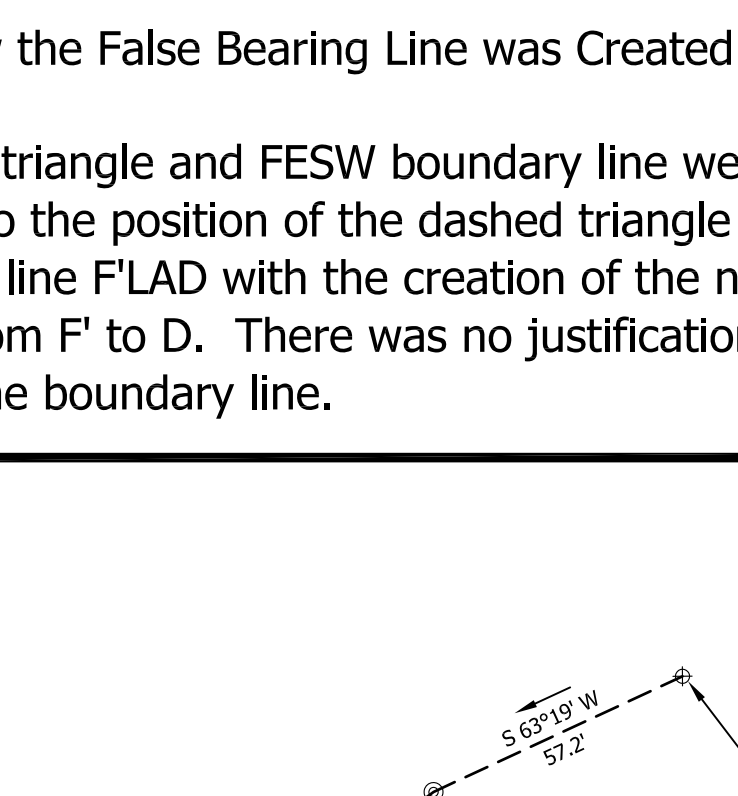 the False Bearing Line was Created
triangle and FESW boundary line we
the position of the dashed triangle
line F'LAD with the creation of the n
om F' to D. There was no justification
e boundary line.
S 63°19' W
57.2'